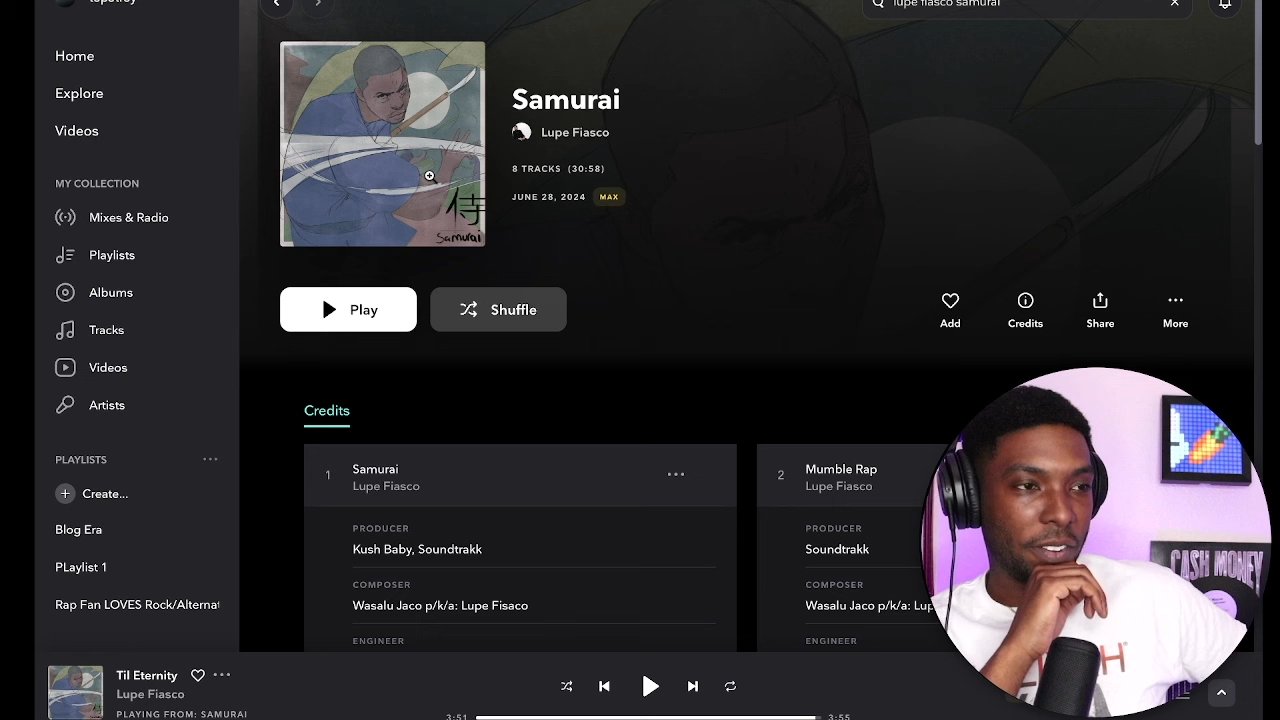 lupe fiasco samurai
Home
Explore
Videos
MY COLLECTION
Mixes & Radio
Playlists
Albums
Tracks
Videos
Artists
PLAYLISTS
Create...
Blog Era
PLaylist 1
Rap Fan LOVES Rock/Alternat
侍
Samurai
Samurai
Lupe Fiasco
8 TRACKS (30:58)
JUNE 28, 2024 MAX
Play
Shuffle
Add
Credits
Share
More
Credits
1 Samurai
Lupe Fiasco
PRODUCER
Kush Baby, Soundtrakk
COMPOSER
Wasalu Jaco p/k/a: Lupe Fisaco
ENGINEER
2 Mumble Rap
Lupe Fiasco
PRODUCER
Soundtrakk
COMPOSER
Wasalu Jaco p/k/a: Lup
CASH MONEY
Til Eternity
Lupe Fiasco
PLAYING FROM: SAMURAI
3:51
3:55